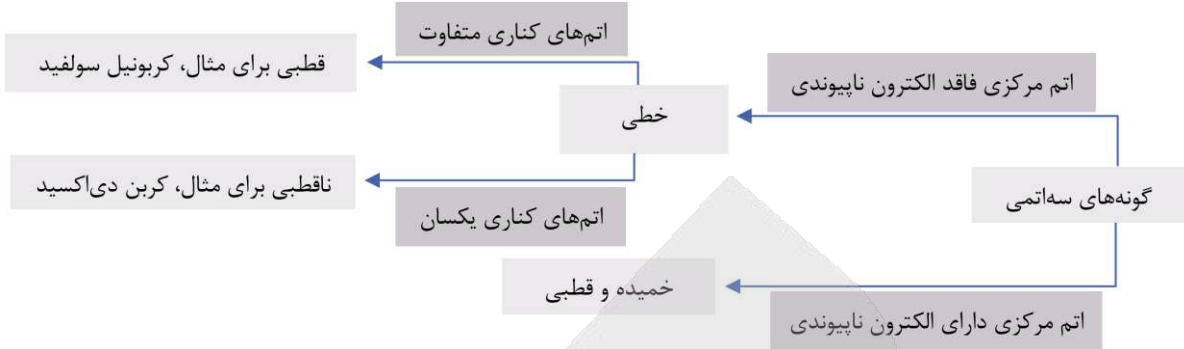 گونه‌های سه‌اتمی
اتم مرکزی فاقد الکترون ناپیوندی
خطی
اتم‌های کناری متفاوت
قطبی برای مثال، کربونیل سولفید
اتم‌های کناری یکسان
ناقطبی برای مثال، کربن دی‌اکسید
اتم مرکزی دارای الکترون ناپیوندی
خمیده و قطبی